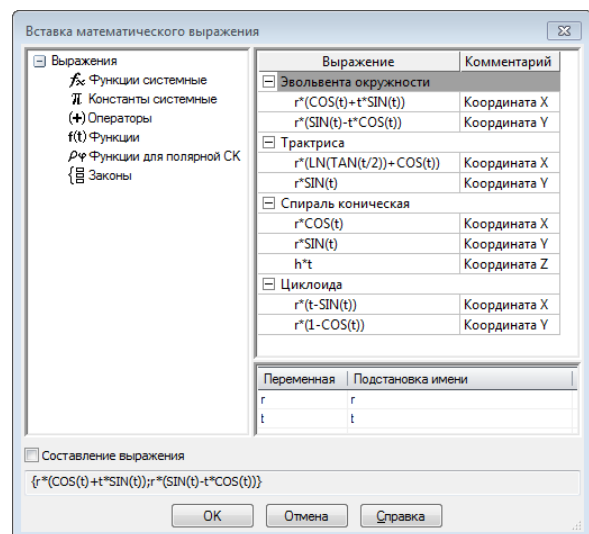 Вставка математического выражения
Выражения
fx Функции системные
π Константы системные
(+) Операторы
f(t) Функции
ρφ Функции для полярной СК
Законы
Выражение Комментарий
Эвольвента окружности
r*(COS(t)+t*SIN(t)) Координата X
r*(SIN(t)-t*COS(t)) Координата Y
Трактриса
r*(LN(TAN(t/2))+COS(t)) Координата X
r*SIN(t) Координата Y
Спираль коническая
r*COS(t) Координата X
r*SIN(t) Координата Y
h*t Координата Z
Циклоида
r*(t-SIN(t)) Координата X
r*(1-COS(t)) Координата Y
Переменная Подстановка имени
r r
t t
Составление выражения
{r*(COS(t)+t*SIN(t));r*(SIN(t)-t*COS(t))}
OK Отмена Справка